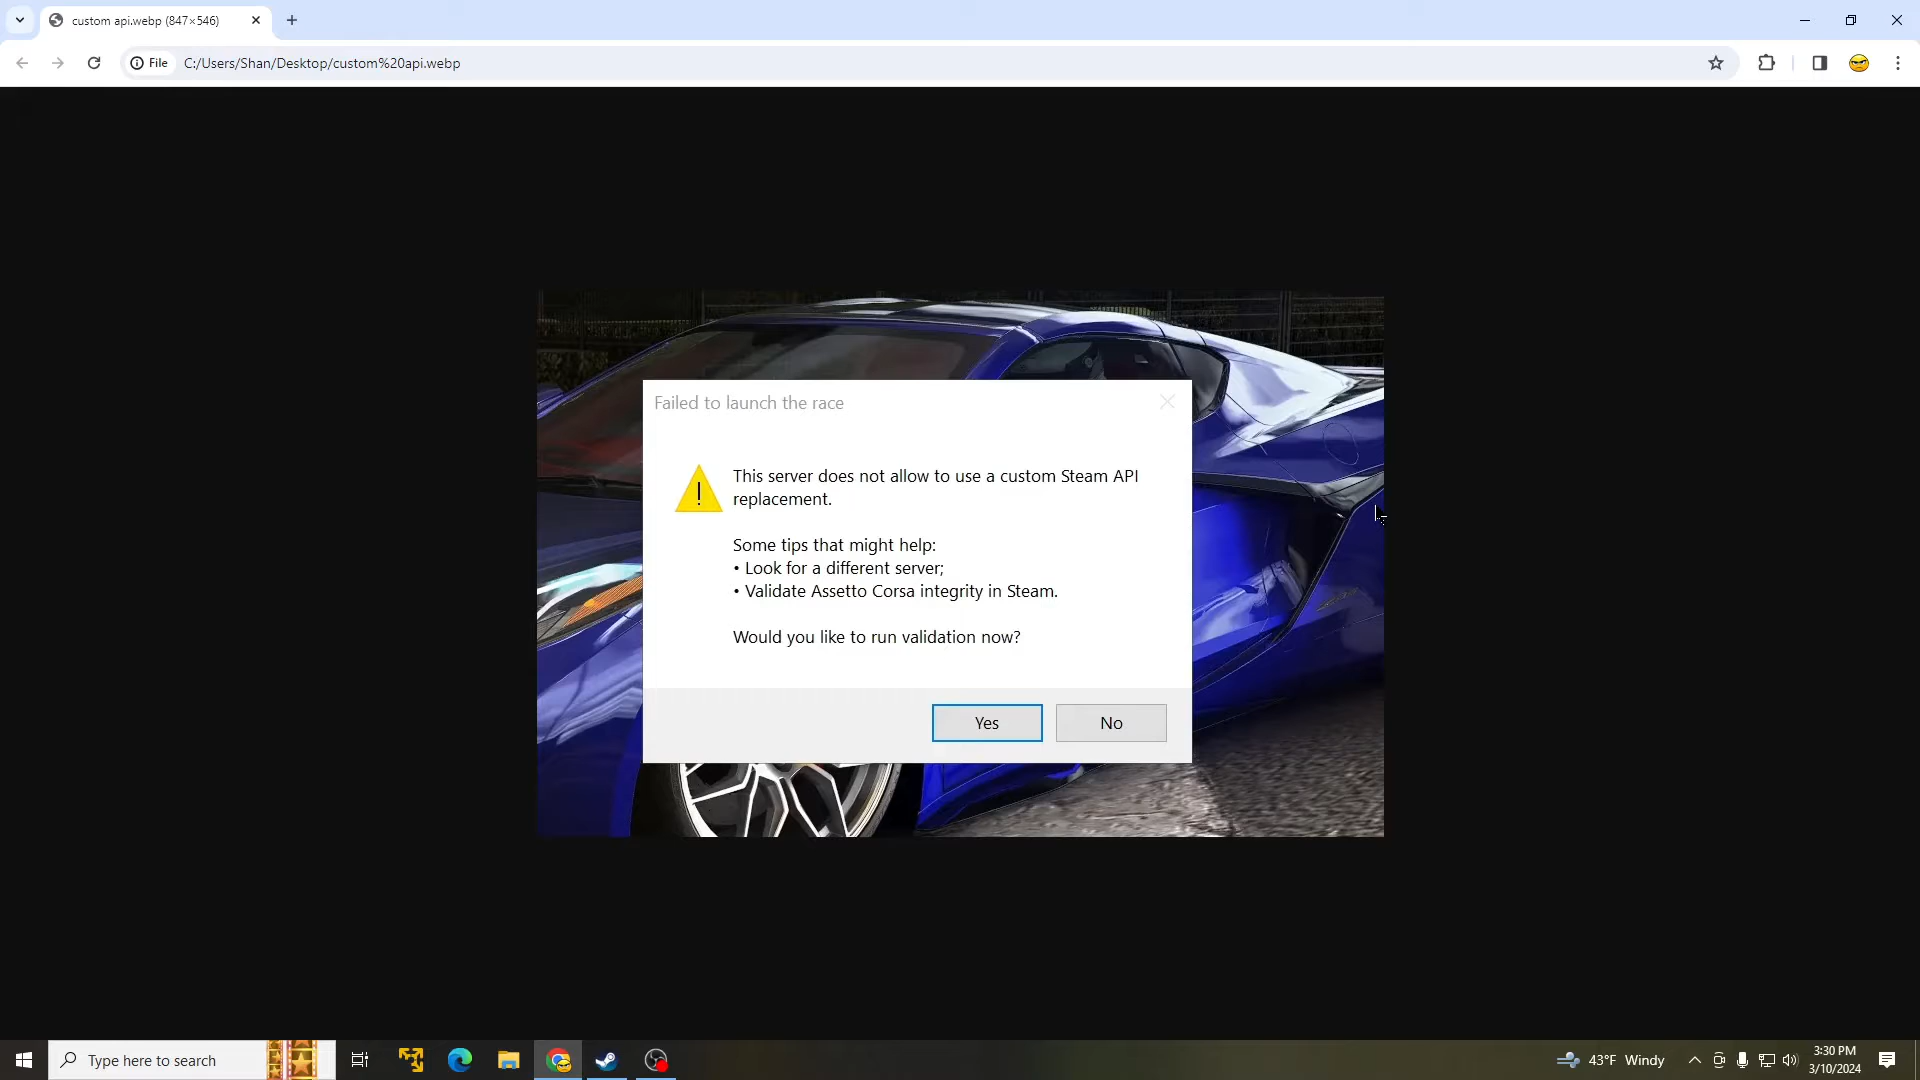 custom api.webp (847×546)
File
C:/Users/Shan/Desktop/custom%20api.webp
Failed to launch the race
This server does not allow to use a custom Steam API
replacement.
Some tips that might help:
• Look for a different server;
• Validate Assetto Corsa integrity in Steam.
Would you like to run validation now?
Yes
No
Type here to search
43°F Windy
3:30 PM
3/10/2024